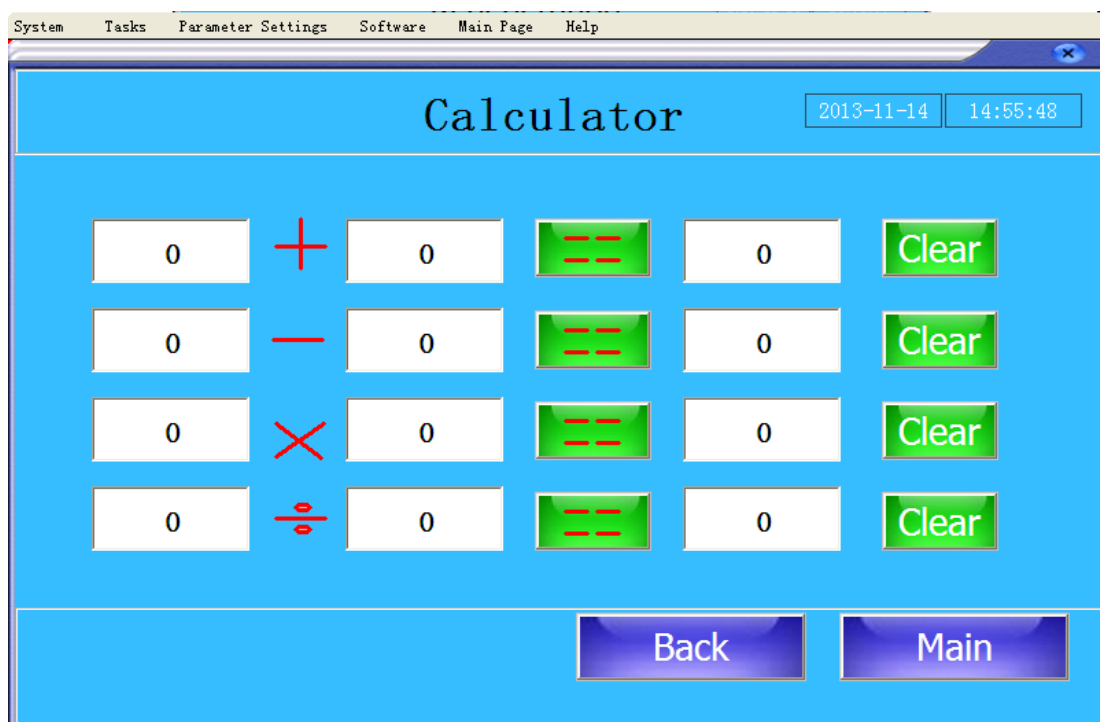 System Tasks Parameter Settings Software Main Page Help
Calculator 2013-11-14 14:55:48
0 + 0 == 0 Clear
0 — 0 == 0 Clear
0 × 0 == 0 Clear
0 ÷ 0 == 0 Clear
Back Main